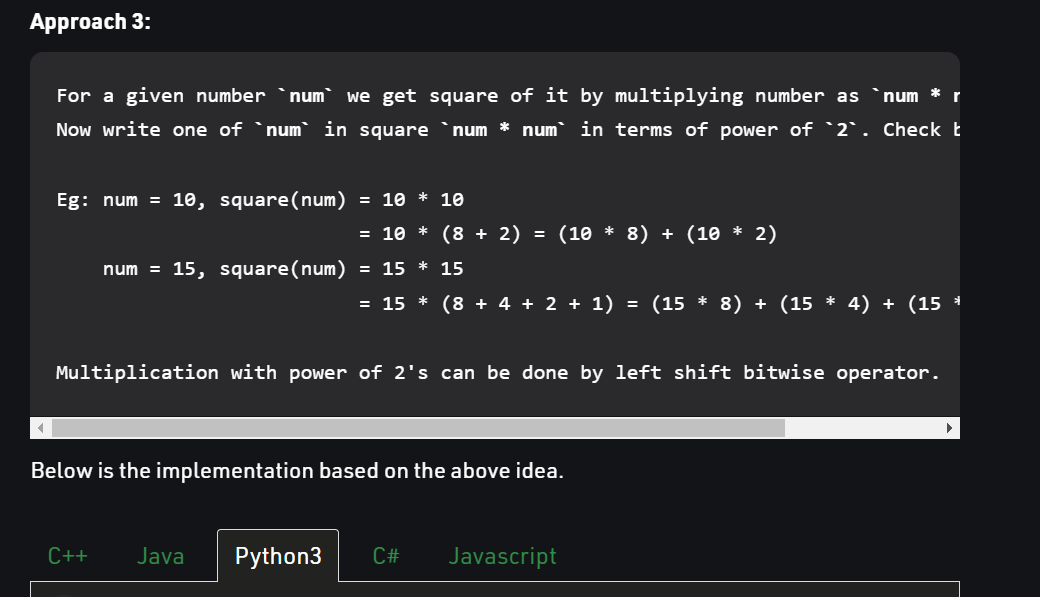 Approach 3:
For a given number `num` we get square of it by multiplying number as `num *
Now write one of `num` in square `num * num` in terms of power of `2`. Check
Eg: num = 10, square(num) = 10 * 10
= 10 * (8 + 2) = (10 * 8) + (10 * 2)
num = 15, square(num) = 15 * 15
= 15 * (8 + 4 + 2 + 1) = (15 * 8) + (15 * 4) + (15 *
Multiplication with power of 2's can be done by left shift bitwise operator.
Below is the implementation based on the above idea.
C++ Java Python3 C# Javascript